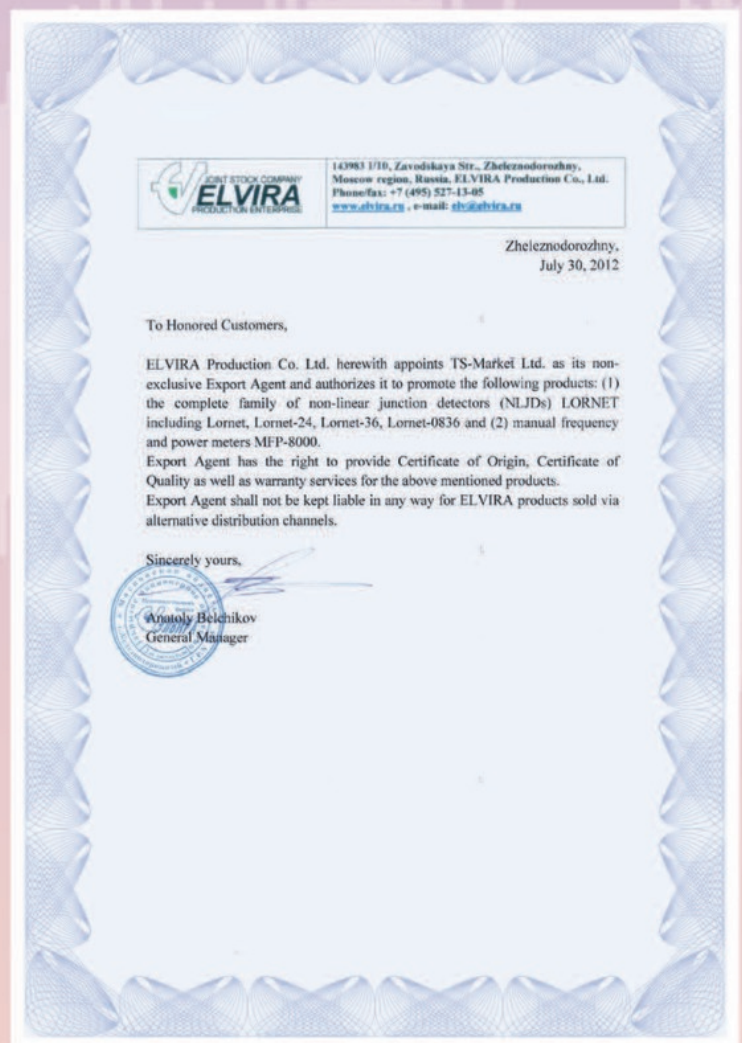 JOINT STOCK COMPANY
ELVIRA
PRODUCTION ENTERPRISE
143983 1/10, Zavodskaya Str., Zheleznodorozhny,
Moscow region, Russia, ELVIRA Production Co., Ltd.
Phone/fax: +7 (495) 527-13-05
www.elvira.ru , e-mail: elv@elvira.ru
Zheleznodorozhny,
July 30, 2012
To Honored Customers,
ELVIRA Production Co. Ltd. herewith appoints TS-Market Ltd. as its non-
exclusive Export Agent and authorizes it to promote the following products: (1)
the complete family of non-linear junction detectors (NLJDs) LORNET
including Lornet, Lornet-24, Lornet-36, Lornet-0836 and (2) manual frequency
and power meters MFP-8000.
Export Agent has the right to provide Certificate of Origin, Certificate of
Quality as well as warranty services for the above mentioned products.
Export Agent shall not be kept liable in any way for ELVIRA products sold via
alternative distribution channels.
Sincerely yours,
Anatoly Belchikov
General Manager